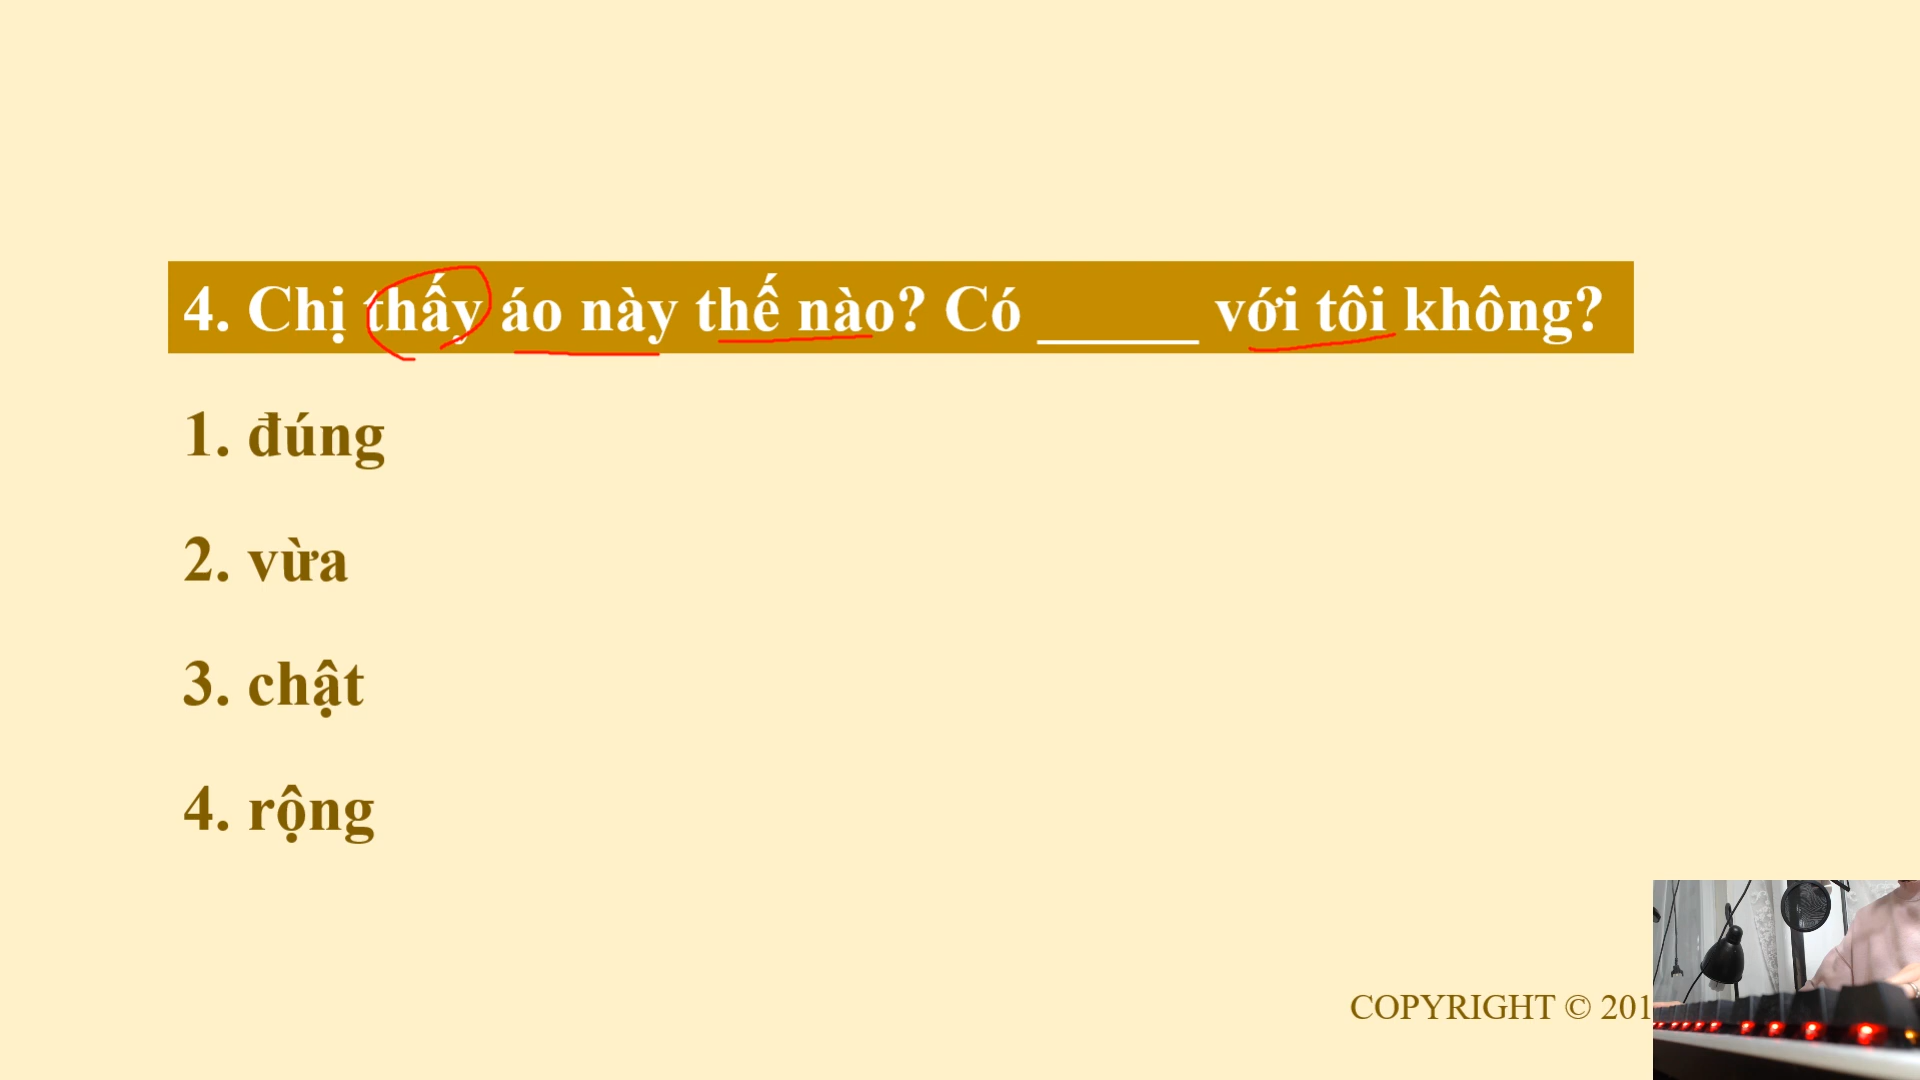 4. Chị thấy áo này thế nào? Có ______ với tôi không?
1. đúng
2. vừa
3. chật
4. rộng
COPYRIGHT © 201